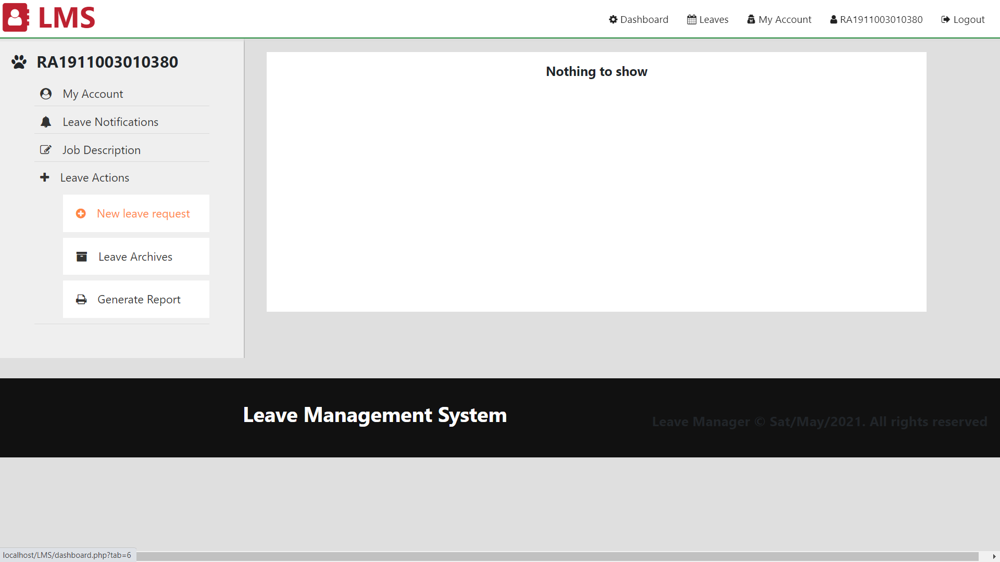 LMS
Dashboard Leaves My Account RA1911003010380 Logout
RA1911003010380
My Account
Leave Notifications
Job Description
Leave Actions
New leave request
Leave Archives
Generate Report
Nothing to show
Leave Management System
Leave Manager © Sat/May/2021. All rights reserved
localhost/LMS/dashboard.php?tab=6